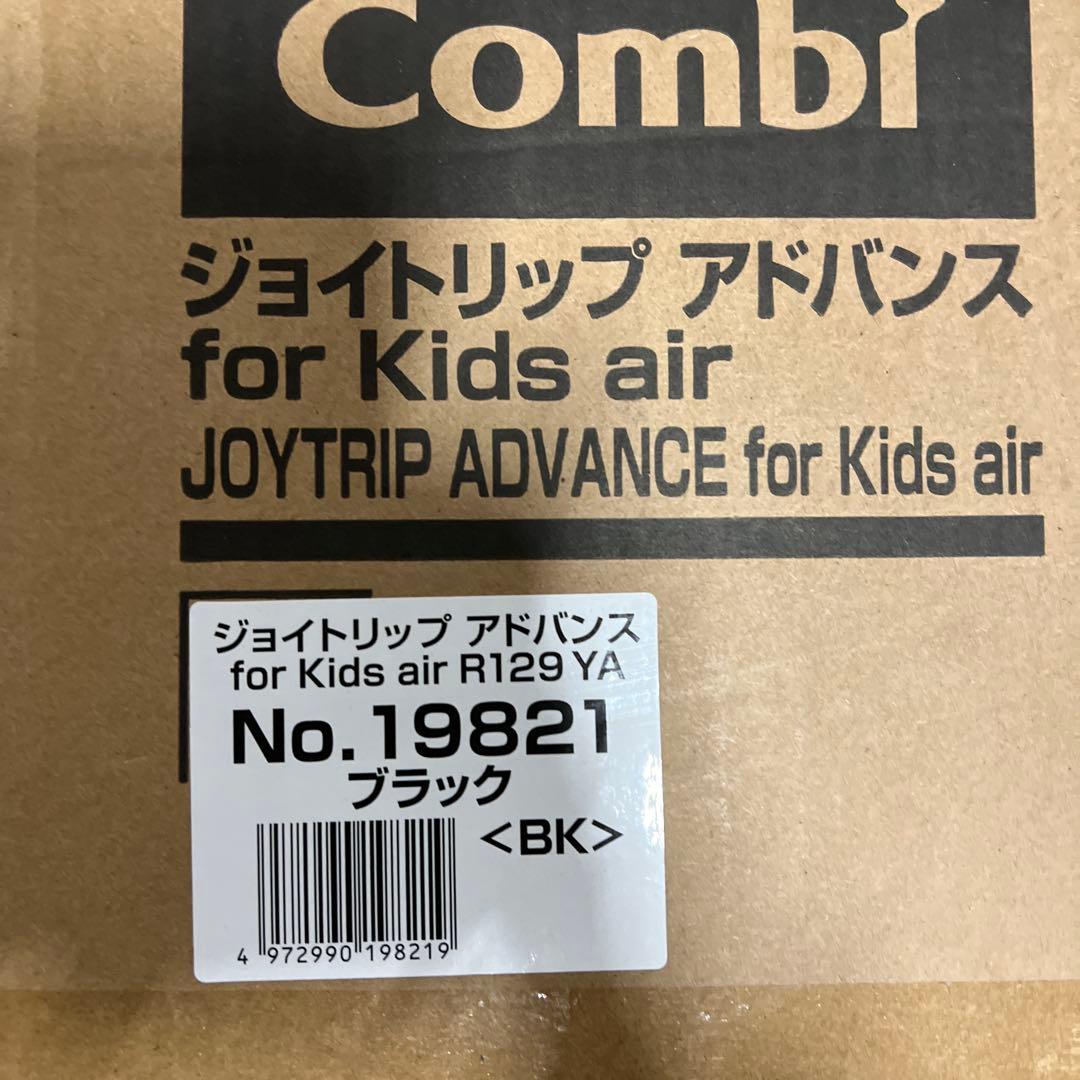 Combi
ジョイトリップ アドバンス
for Kids air
JOYTRIP ADVANCE for Kids air
ジョイトリップ アドバンス
for Kids air R129 YA
No.19821
ブラック
<BK>
4 972990 198219